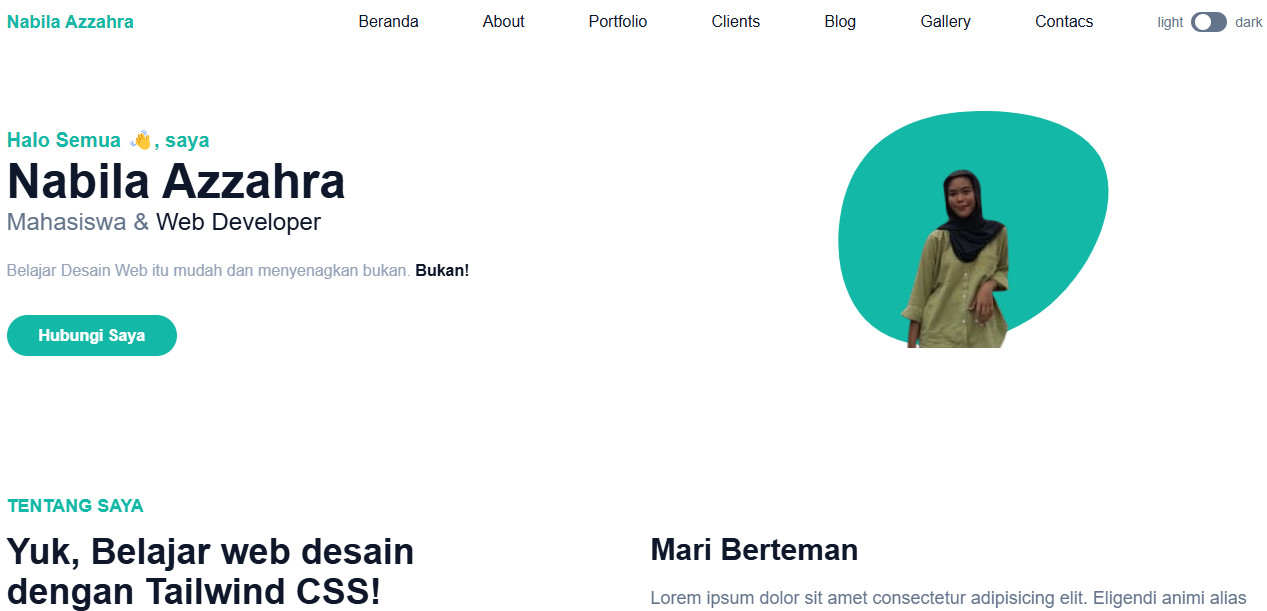 Nabila Azzahra
Beranda About Portfolio Clients Blog Gallery Contacs light dark
Halo Semua 👋, saya
Nabila Azzahra
Mahasiswa & Web Developer
Belajar Desain Web itu mudah dan menyenagkan bukan. Bukan!
Hubungi Saya
TENTANG SAYA
Yuk, Belajar web desain
dengan Tailwind CSS!
Mari Berteman
Lorem ipsum dolor sit amet consectetur adipisicing elit. Eligendi animi alias